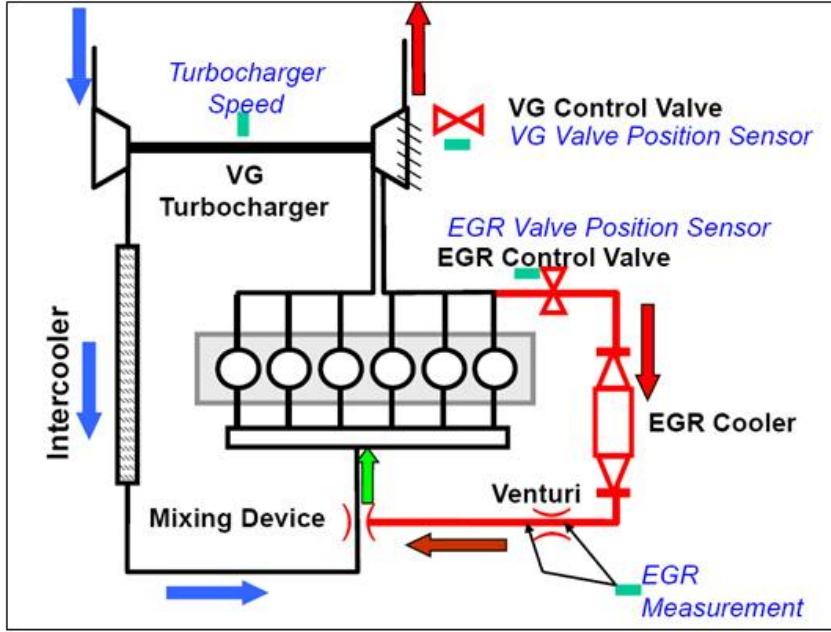 Turbocharger
Speed
VG Control Valve
VG Valve Position Sensor
VG
Turbocharger
EGR Valve Position Sensor
EGR Control Valve
Intercooler
EGR Cooler
Venturi
Mixing Device
EGR
Measurement